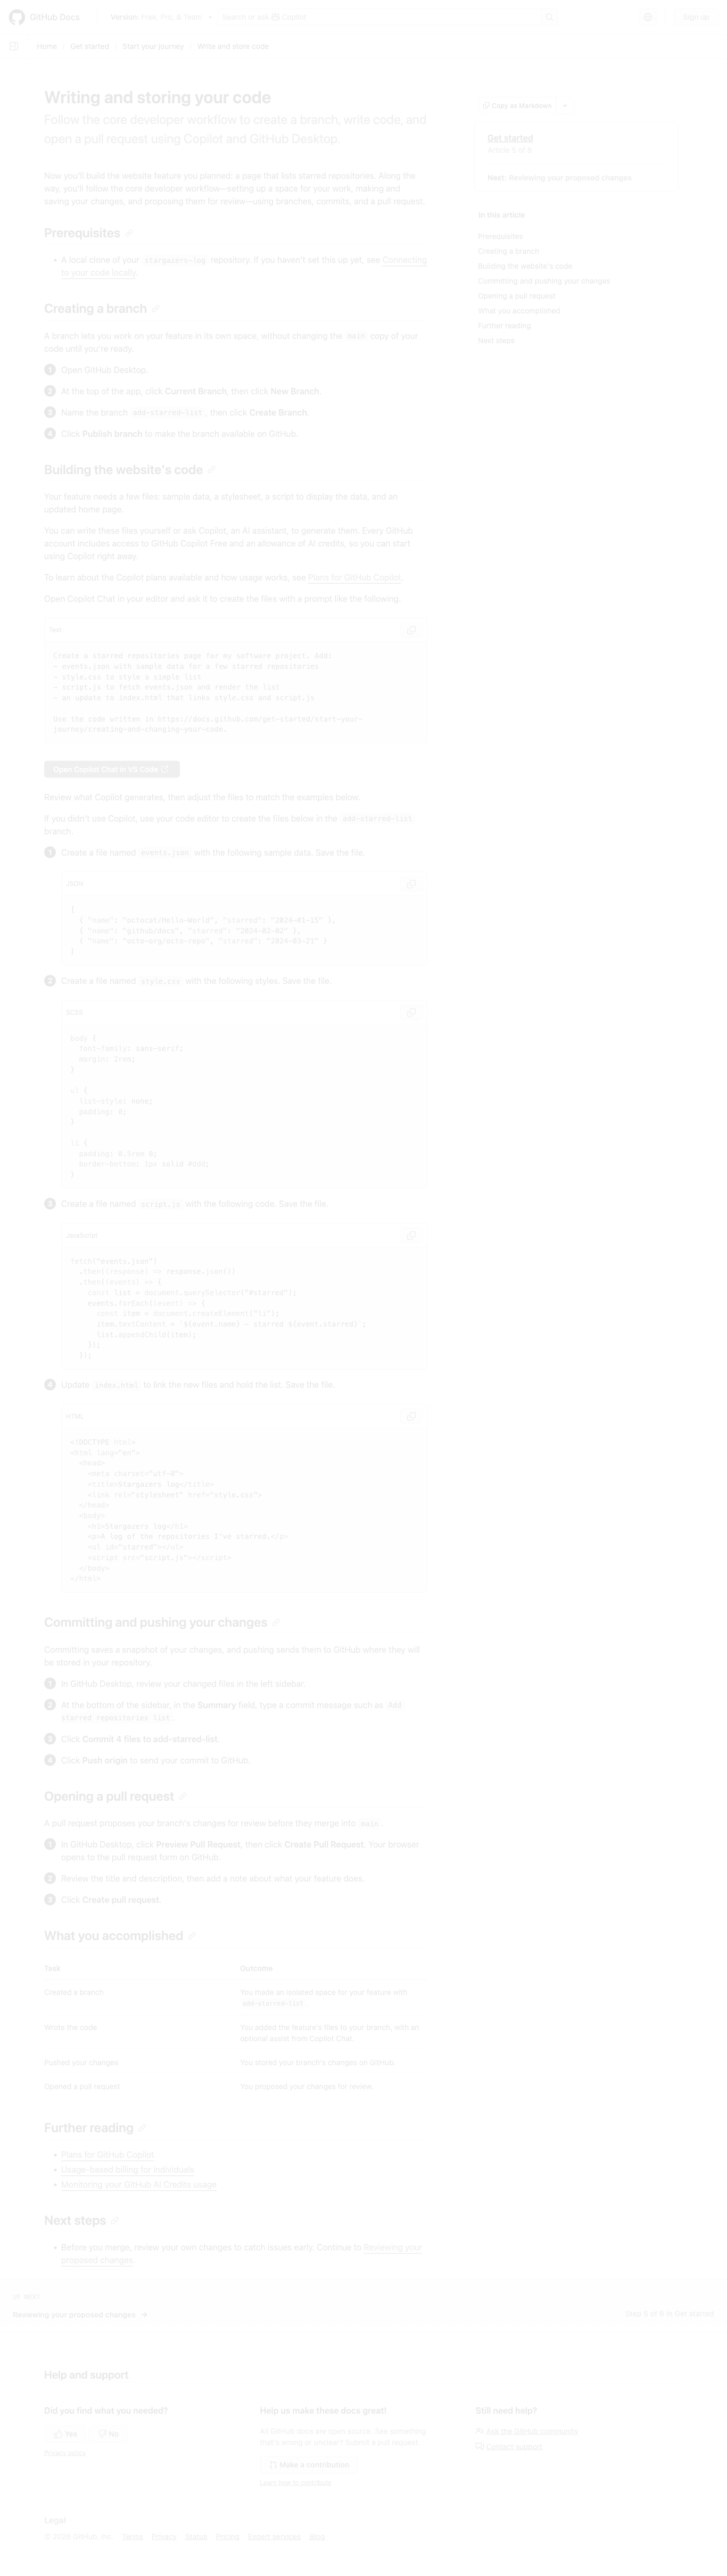 GitHub Docs
Version: Free, Pro, & Team
Search or ask Copilot
Sign up
Home / Get started / Start your journey / Write and store code
Writing and storing your code
Follow the core developer workflow to create a branch, write code, and
open a pull request using Copilot and GitHub Desktop.
Copy as Markdown
Get started
Article 5 of 8
Next: Reviewing your proposed changes
Now you'll build the website feature you planned: a page that lists starred repositories. Along the
way, you'll follow the core developer workflow—setting up a space for your work, making and
saving your changes, and proposing them for review—using branches, commits, and a pull request.
In this article
Prerequisites
Creating a branch
Building the website's code
Committing and pushing your changes
Opening a pull request
What you accomplished
Further reading
Next steps
Prerequisites
• A local clone of your stargazers-log repository. If you haven't set this up yet, see Connecting
to your code locally.
Creating a branch
A branch lets you work on your feature in its own space, without changing the main copy of your
code until you're ready.
1 Open GitHub Desktop.
2 At the top of the app, click Current Branch, then click New Branch.
3 Name the branch add-starred-list, then click Create Branch.
4 Click Publish branch to make the branch available on GitHub.
Building the website's code
Your feature needs a few files: sample data, a stylesheet, a script to display the data, and an
updated home page.
You can write these files yourself or ask Copilot, an AI assistant, to generate them. Every GitHub
account includes access to GitHub Copilot Free and an allowance of AI credits, so you can start
using Copilot right away.
To learn about the Copilot plans available and how usage works, see Plans for GitHub Copilot.
Open Copilot Chat in your editor and ask it to create the files with a prompt like the following.
Text
Create a starred repositories page for my software project. Add:
- events.json with sample data for a few starred repositories
- style.css to style a simple list
- script.js to fetch events.json and render the list
- an update to index.html that links style.css and script.js
Use the code written in https://docs.github.com/get-started/start-your-
journey/creating-and-changing-your-code.
Open Copilot Chat in VS Code
Review what Copilot generates, then adjust the files to match the examples below.
If you didn't use Copilot, use your code editor to create the files below in the add-starred-list
branch.
1 Create a file named events.json with the following sample data. Save the file.
JSON
[
{ "name": "octocat/Hello-World", "starred": "2024-01-15" },
{ "name": "github/docs", "starred": "2024-02-02" },
{ "name": "octo-org/octo-repo", "starred": "2024-03-21" }
]
2 Create a file named style.css with the following styles. Save the file.
SCSS
body {
font-family: sans-serif;
margin: 2rem;
}
ul {
list-style: none;
padding: 0;
}
li {
padding: 0.5rem 0;
border-bottom: 1px solid #ddd;
}
3 Create a file named script.js with the following code. Save the file.
JavaScript
fetch("events.json")
.then((response) => response.json())
.then((events) => {
const list = document.querySelector("#starred");
events.forEach((event) => {
const item = document.createElement("li");
item.textContent = `${event.name} — starred ${event.starred}`;
list.appendChild(item);
});
});
4 Update index.html to link the new files and hold the list. Save the file.
HTML
<!DOCTYPE html>
<html lang="en">
<head>
<meta charset="utf-8">
<title>Stargazers log</title>
<link rel="stylesheet" href="style.css">
</head>
<body>
<h1>Stargazers log</h1>
<p>A log of the repositories I've starred.</p>
<ul id="starred"></ul>
<script src="script.js"></script>
</body>
</html>
Committing and pushing your changes
Committing saves a snapshot of your changes, and pushing sends them to GitHub where they will
be stored in your repository.
1 In GitHub Desktop, review your changed files in the left sidebar.
2 At the bottom of the sidebar, in the Summary field, type a commit message such as Add
starred repositories list.
3 Click Commit 4 files to add-starred-list.
4 Click Push origin to send your commit to GitHub.
Opening a pull request
A pull request proposes your branch's changes for review before they merge into main.
1 In GitHub Desktop, click Preview Pull Request, then click Create Pull Request. Your browser
opens to the pull request form on GitHub.
2 Review the title and description, then add a note about what your feature does.
3 Click Create pull request.
What you accomplished
Task Outcome
Created a branch You made an isolated space for your feature with
add-starred-list.
Wrote the code You added the feature's files to your branch, with an
optional assist from Copilot Chat.
Pushed your changes You stored your branch's changes on GitHub.
Opened a pull request You proposed your changes for review.
Further reading
• Plans for GitHub Copilot
• Usage-based billing for individuals
• Monitoring your GitHub AI Credits usage
Next steps
• Before you merge, review your own changes to catch issues early. Continue to Reviewing your
proposed changes.
UP NEXT
Reviewing your proposed changes →
Step 5 of 8 in Get started
Help and support
Did you find what you needed?
Yes No
Privacy policy
Help us make these docs great!
All GitHub docs are open source. See something
that's wrong or unclear? Submit a pull request.
Make a contribution
Learn how to contribute
Still need help?
Ask the GitHub community
Contact support
Legal
© 2026 GitHub, Inc. Terms Privacy Status Pricing Expert services Blog